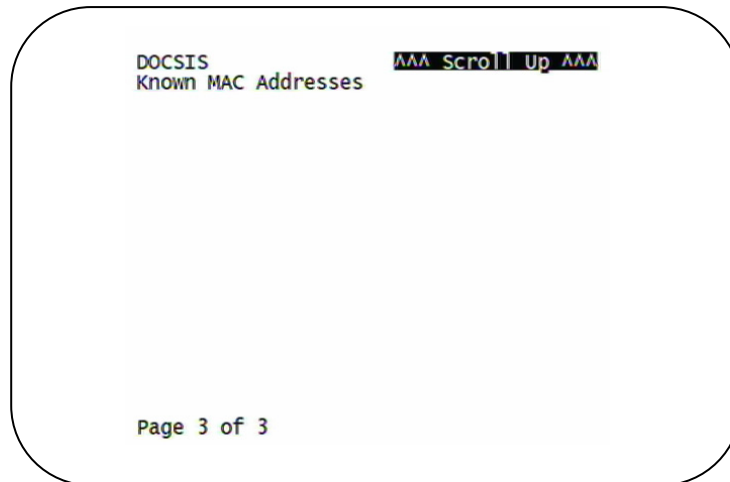 DOCSIS ^^^ Scroll Up ^^^
Known MAC Addresses
Page 3 of 3